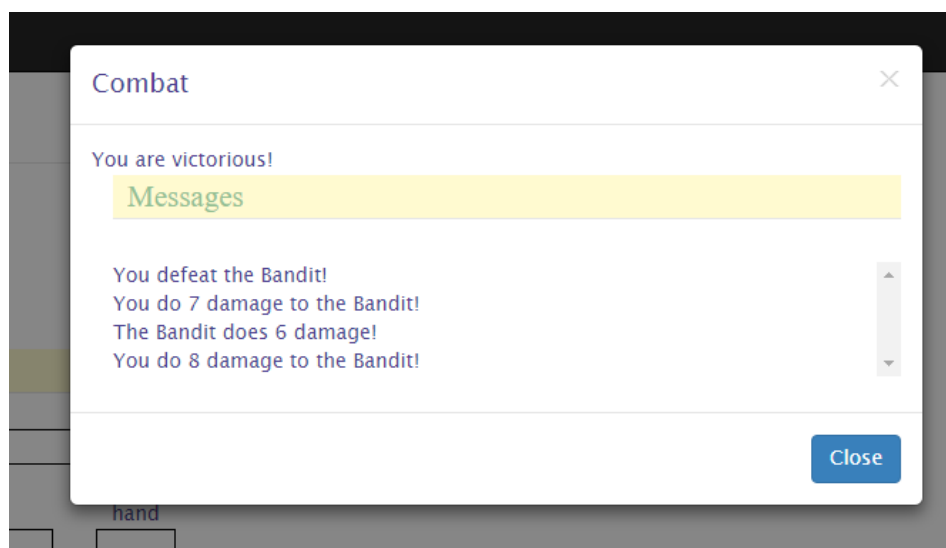 Combat
×
You are victorious!
Messages
You defeat the Bandit!
You do 7 damage to the Bandit!
The Bandit does 6 damage!
You do 8 damage to the Bandit!
Close
hand